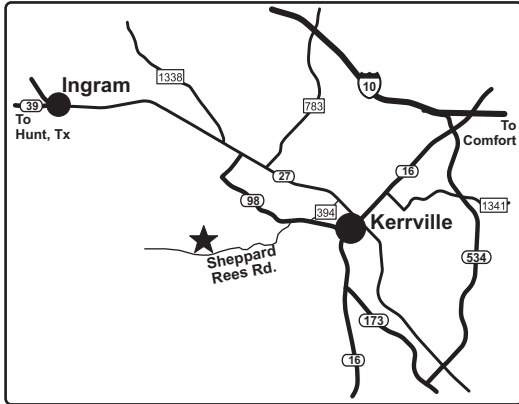 1338
10
Ingram
39
To
Hunt, Tx
783
To
Comfort
16
27
98
394
1341
Kerrville
Sheppard
Rees Rd.
534
173
16